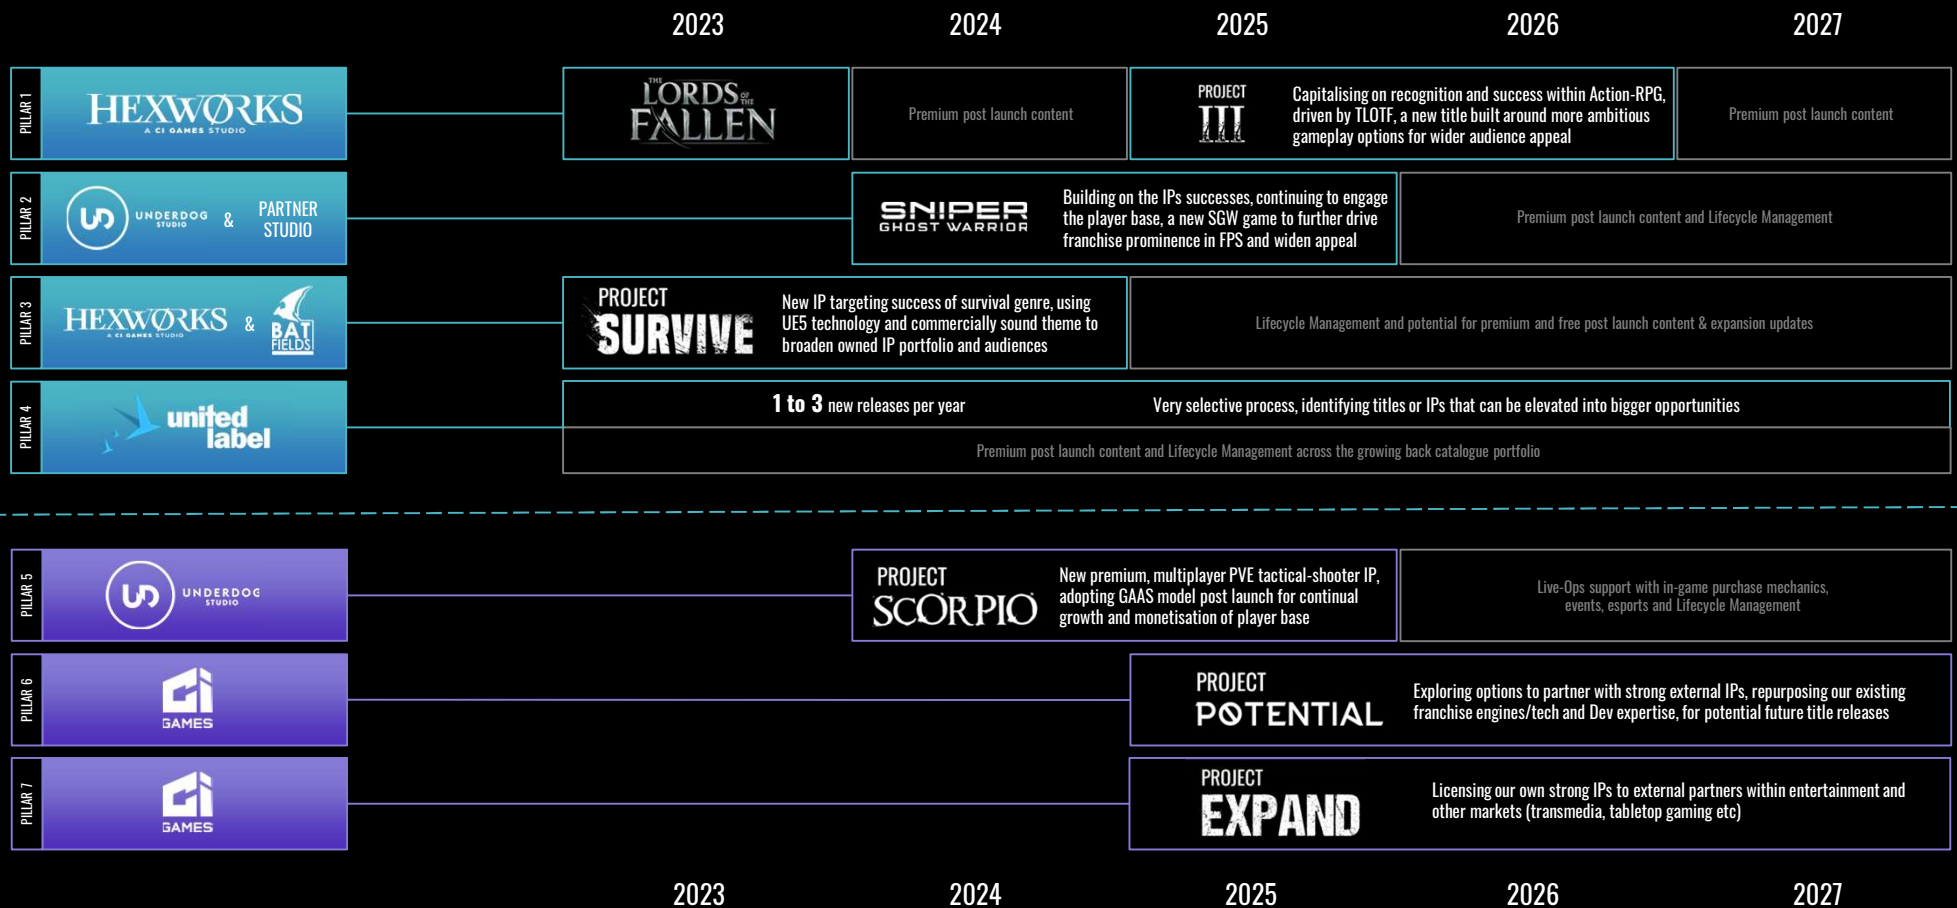 2023 2024 2025 2026 2027
PILLAR 1
HEXWORKS
A CI GAMES STUDIO
THE
LORDS OF THE
FALLEN
Premium post launch content
PROJECT
III
Capitalising on recognition and success within Action-RPG,
driven by TLOTF, a new title built around more ambitious
gameplay options for wider audience appeal
Premium post launch content
PILLAR 2
UD
UNDERDOG
STUDIO
&
PARTNER
STUDIO
SNIPER
GHOST WARRIOR
Building on the IPs successes, continuing to engage
the player base, a new SGW game to further drive
franchise prominence in FPS and widen appeal
Premium post launch content and Lifecycle Management
PILLAR 3
HEXWORKS
A CI GAMES STUDIO
&
BAT
FIELDS
PROJECT
SURVIVE
New IP targeting success of survival genre, using
UE5 technology and commercially sound theme to
broaden owned IP portfolio and audiences
Lifecycle Management and potential for premium and free post launch content & expansion updates
PILLAR 4
united
label
1 to 3 new releases per year
Very selective process, identifying titles or IPs that can be elevated into bigger opportunities
Premium post launch content and Lifecycle Management across the growing back catalogue portfolio
PILLAR 5
UD
UNDERDOG
STUDIO
PROJECT
SCORPIO
New premium, multiplayer PVE tactical-shooter IP,
adopting GAAS model post launch for continual
growth and monetisation of player base
Live-Ops support with in-game purchase mechanics,
events, esports and Lifecycle Management
PILLAR 6
CI
GAMES
PROJECT
POTENTIAL
Exploring options to partner with strong external IPs, repurposing our existing
franchise engines/tech and Dev expertise, for potential future title releases
PILLAR 7
CI
GAMES
PROJECT
EXPAND
Licensing our own strong IPs to external partners within entertainment and
other markets (transmedia, tabletop gaming etc)
2023 2024 2025 2026 2027